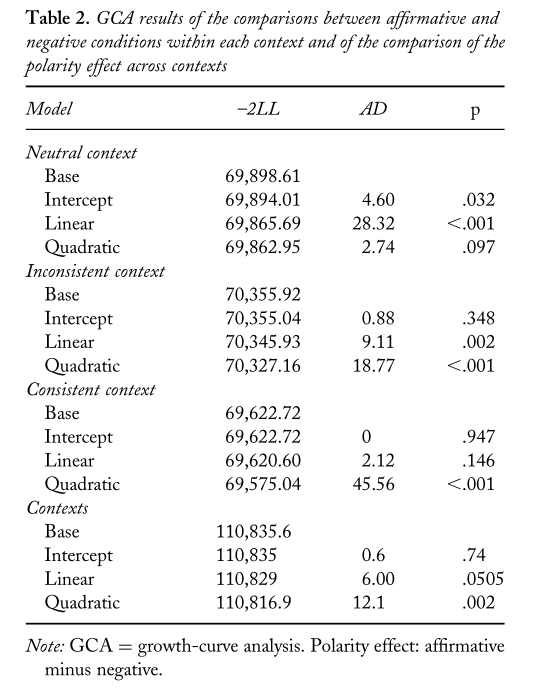 Table 2. GCA results of the comparisons between affirmative and
negative conditions within each context and of the comparison of the
polarity effect across contexts
Model −2LL AD p
Neutral context
Base 69,898.61
Intercept 69,894.01 4.60 .032
Linear 69,865.69 28.32 <.001
Quadratic 69,862.95 2.74 .097
Inconsistent context
Base 70,355.92
Intercept 70,355.04 0.88 .348
Linear 70,345.93 9.11 .002
Quadratic 70,327.16 18.77 <.001
Consistent context
Base 69,622.72
Intercept 69,622.72 0 .947
Linear 69,620.60 2.12 .146
Quadratic 69,575.04 45.56 <.001
Contexts
Base 110,835.6
Intercept 110,835 0.6 .74
Linear 110,829 6.00 .0505
Quadratic 110,816.9 12.1 .002
Note: GCA = growth-curve analysis. Polarity effect: affirmative
minus negative.